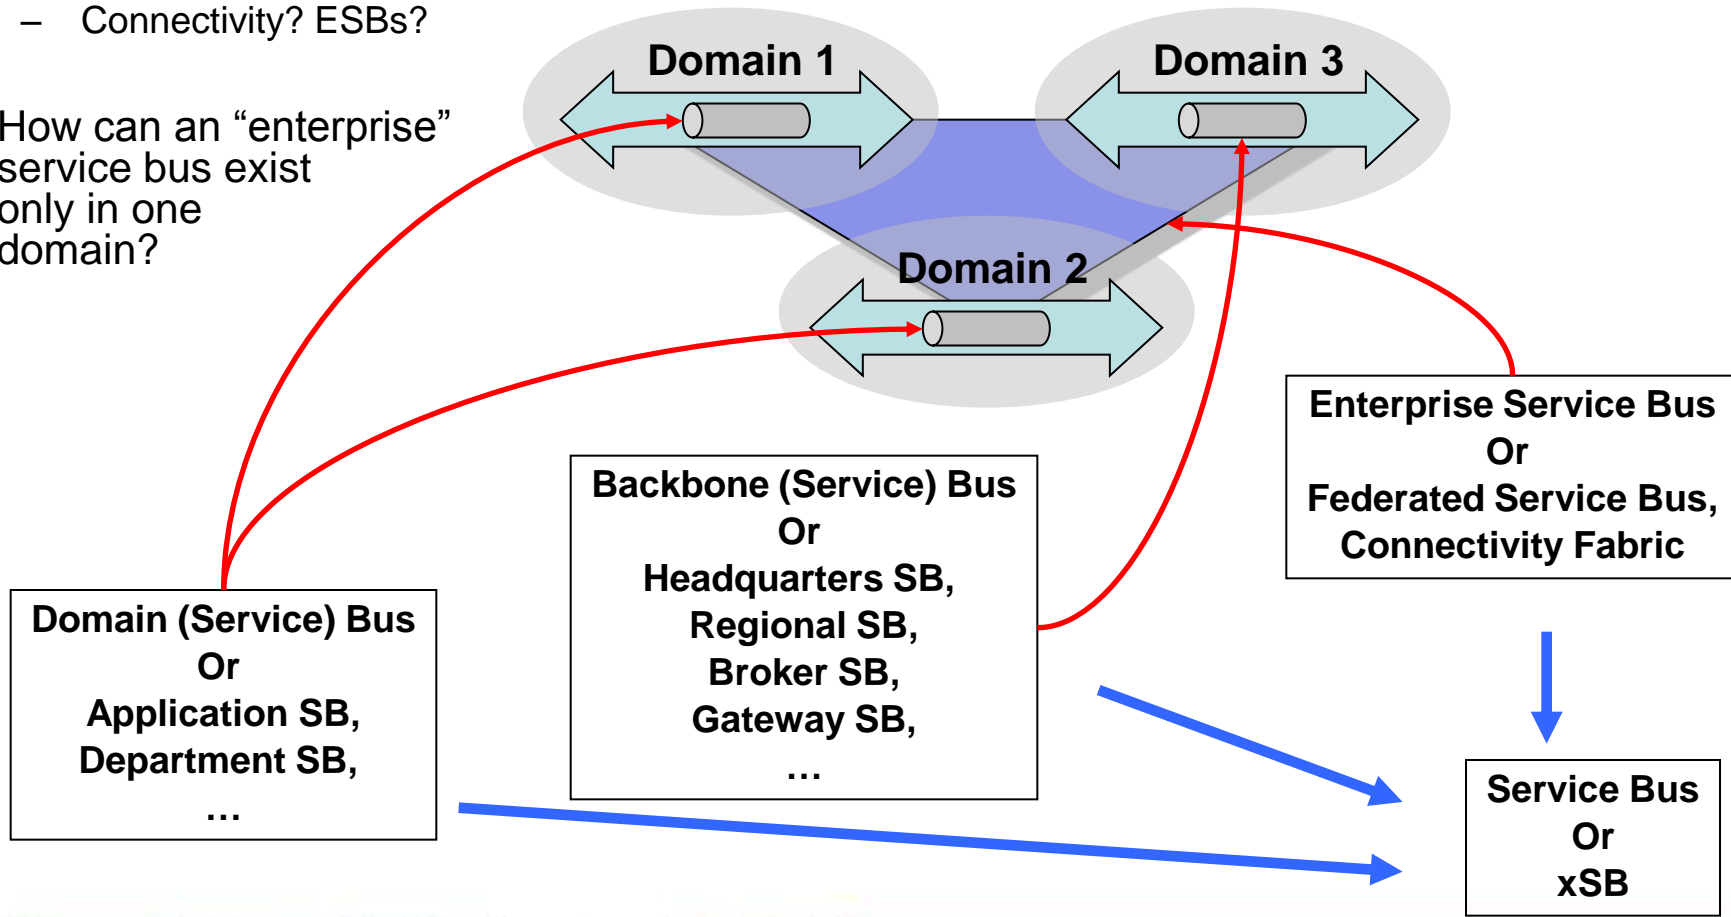 – Connectivity? ESBs?
How can an “enterprise”
service bus exist
only in one
domain?
Domain 1
Domain 3
Domain 2
Enterprise Service Bus
Or
Federated Service Bus,
Connectivity Fabric
Backbone (Service) Bus
Or
Headquarters SB,
Regional SB,
Broker SB,
Gateway SB,
…
Domain (Service) Bus
Or
Application SB,
Department SB,
…
Service Bus
Or
xSB